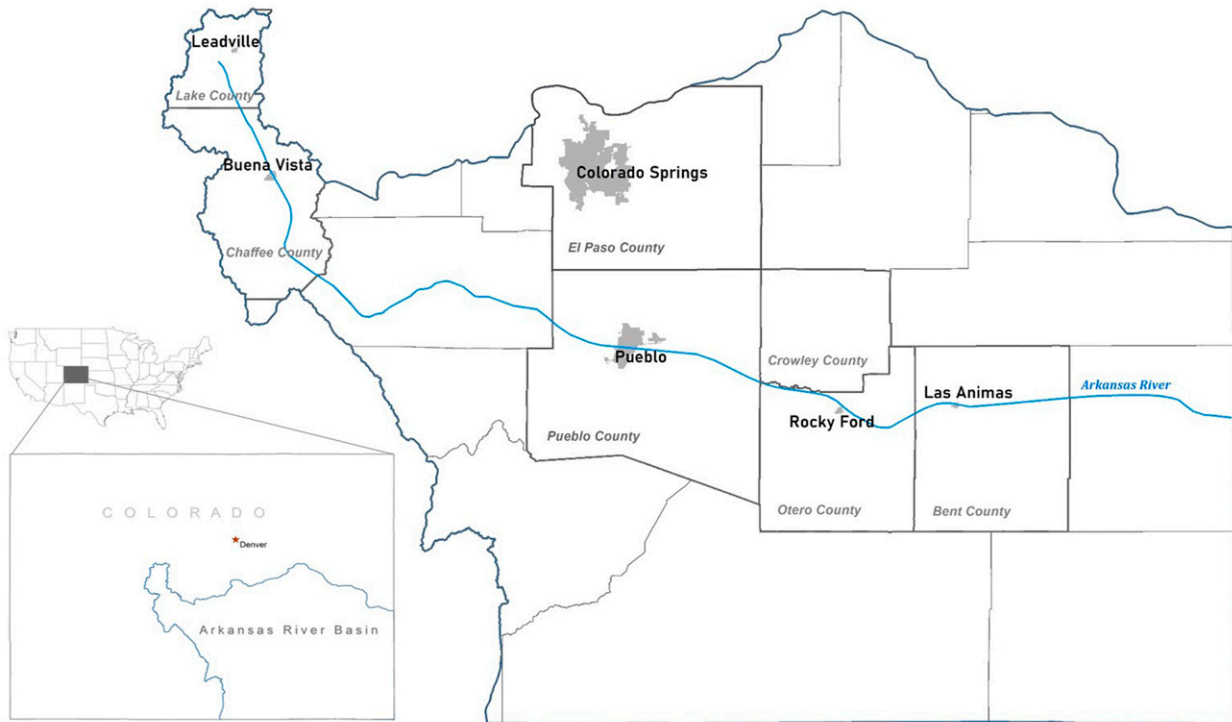 Leadville
Lake County
Buena Vista
Colorado Springs
Chaffee County
El Paso County
Pueblo
Crowley County
Las Animas
Arkansas River
Rocky Ford
Pueblo County
Otero County
Bent County
COLORADO
Denver
Arkansas River Basin